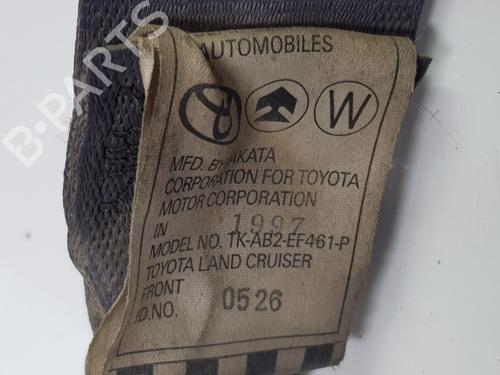 AUTOMOBILES
W
MFD. BY TAKATA
CORPORATION FOR TOYOTA
MOTOR CORPORATION
IN 1997
MODEL NO. TK-AB2-EF461-P
TOYOTA LAND CRUISER
FRONT
ID.NO. 0526
B-PARTS